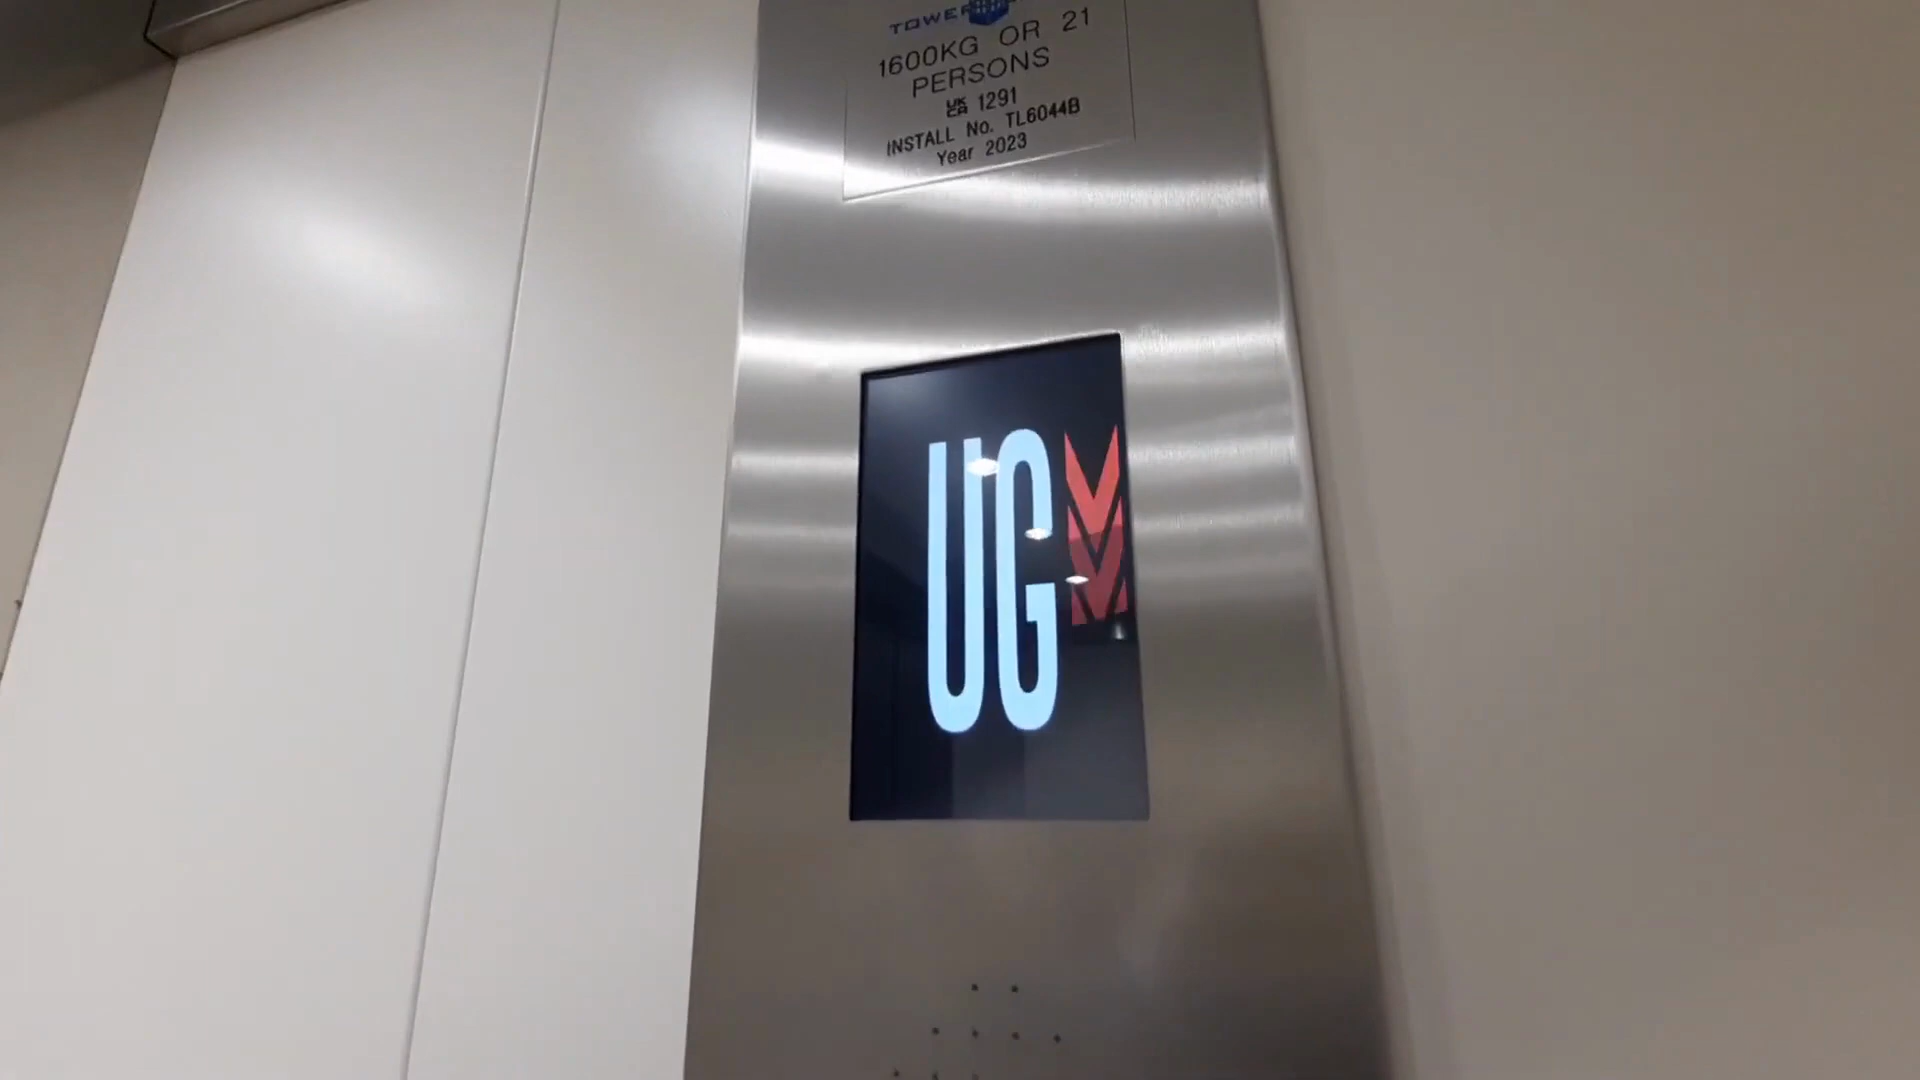 TOWER
1600KG OR 21
PERSONS
UK
CA 1291
INSTALL No. TL6044B
Year 2023
UG